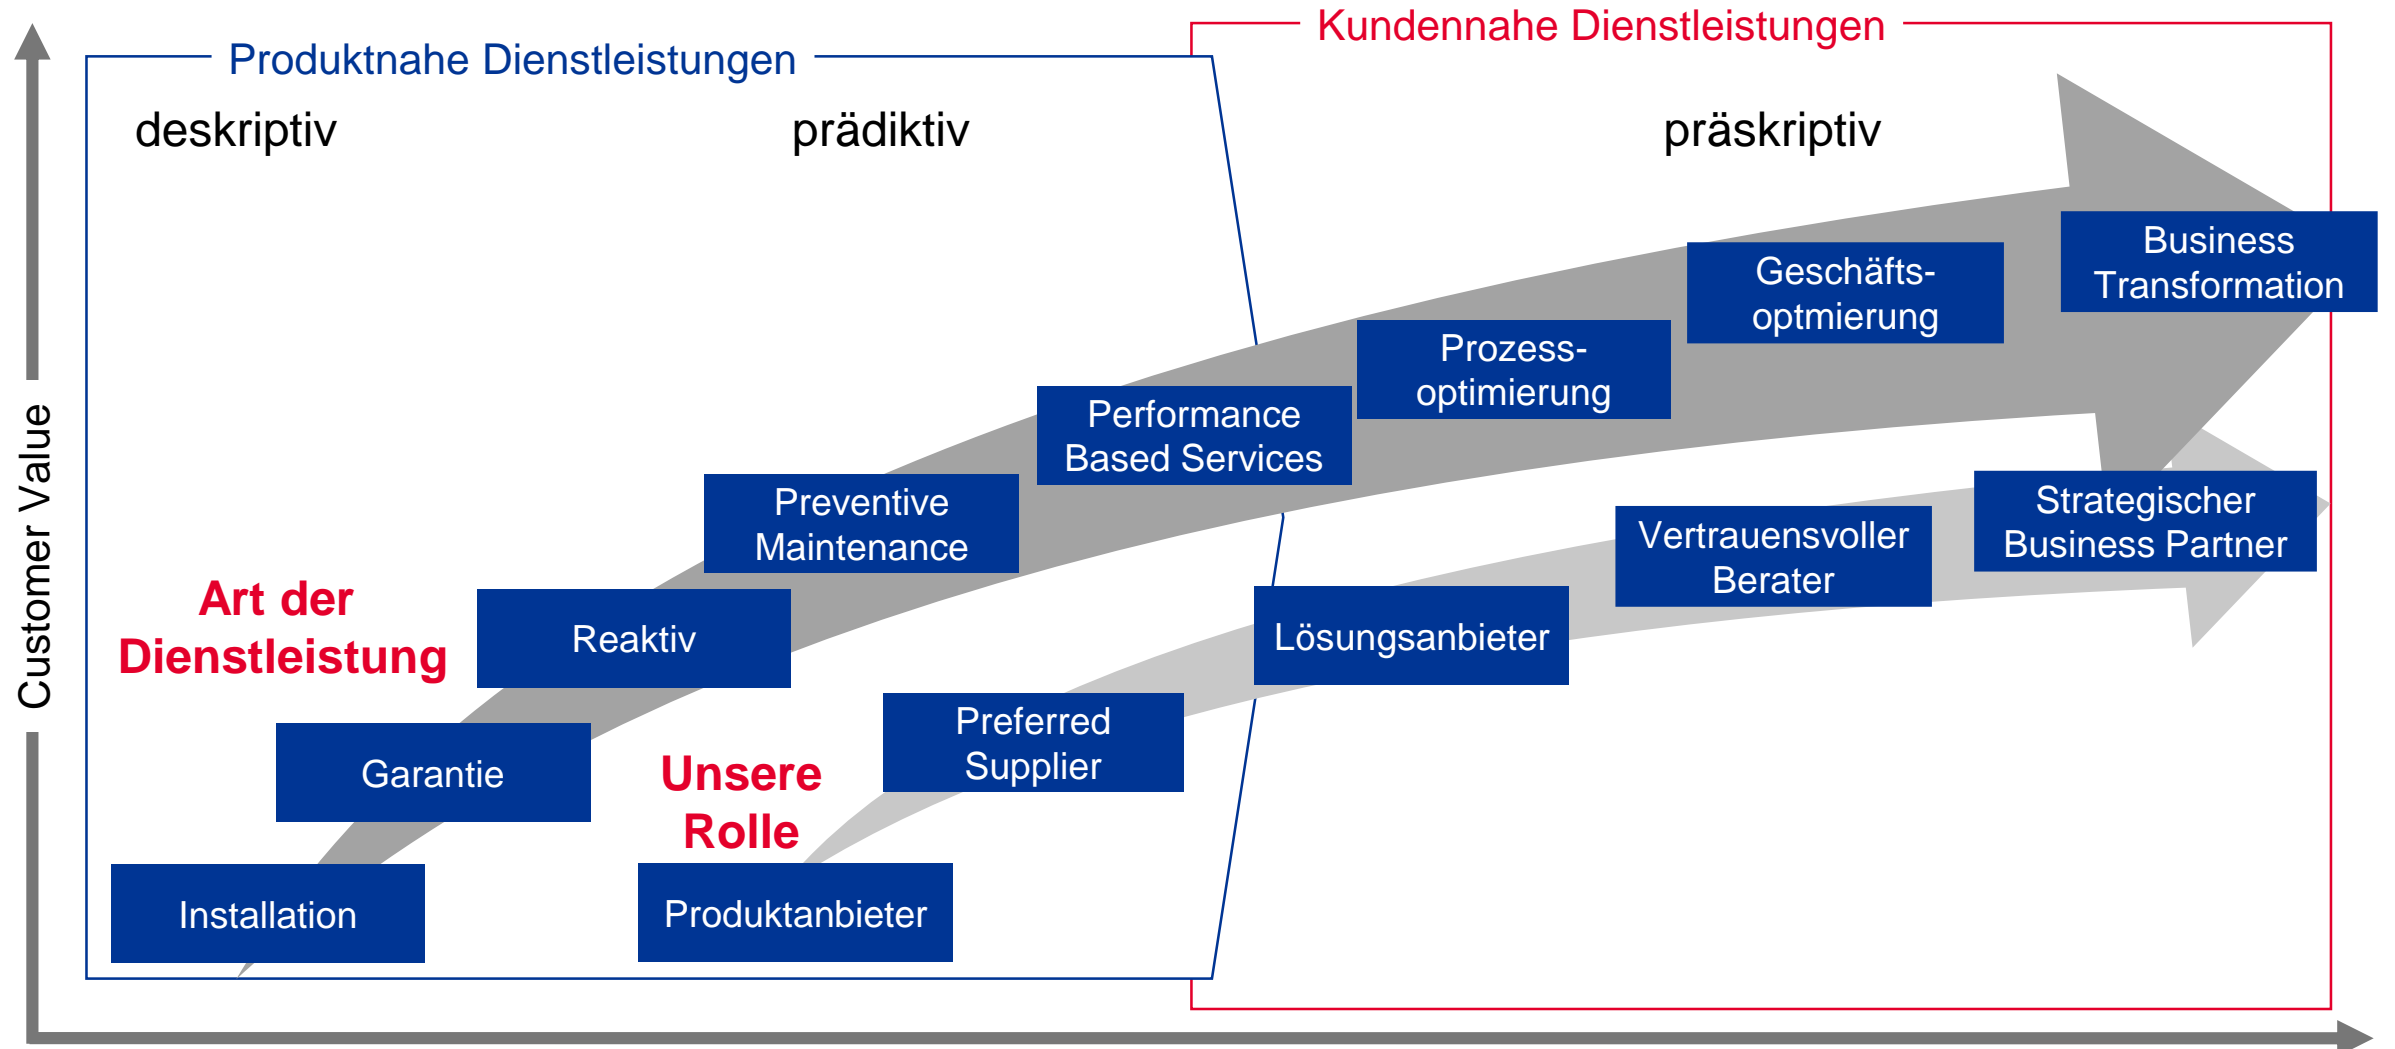 Kundennahe Dienstleistungen
Produktnahe Dienstleistungen
deskriptiv
prädiktiv
präskriptiv
Business
Transformation
Geschäfts-
optmierung
Prozess-
optimierung
Performance
Based Services
Preventive
Maintenance
Reaktiv
Garantie
Installation
Art der
Dienstleistung
Customer Value
Strategischer
Business Partner
Vertrauensvoller
Berater
Lösungsanbieter
Preferred
Supplier
Unsere
Rolle
Produktanbieter